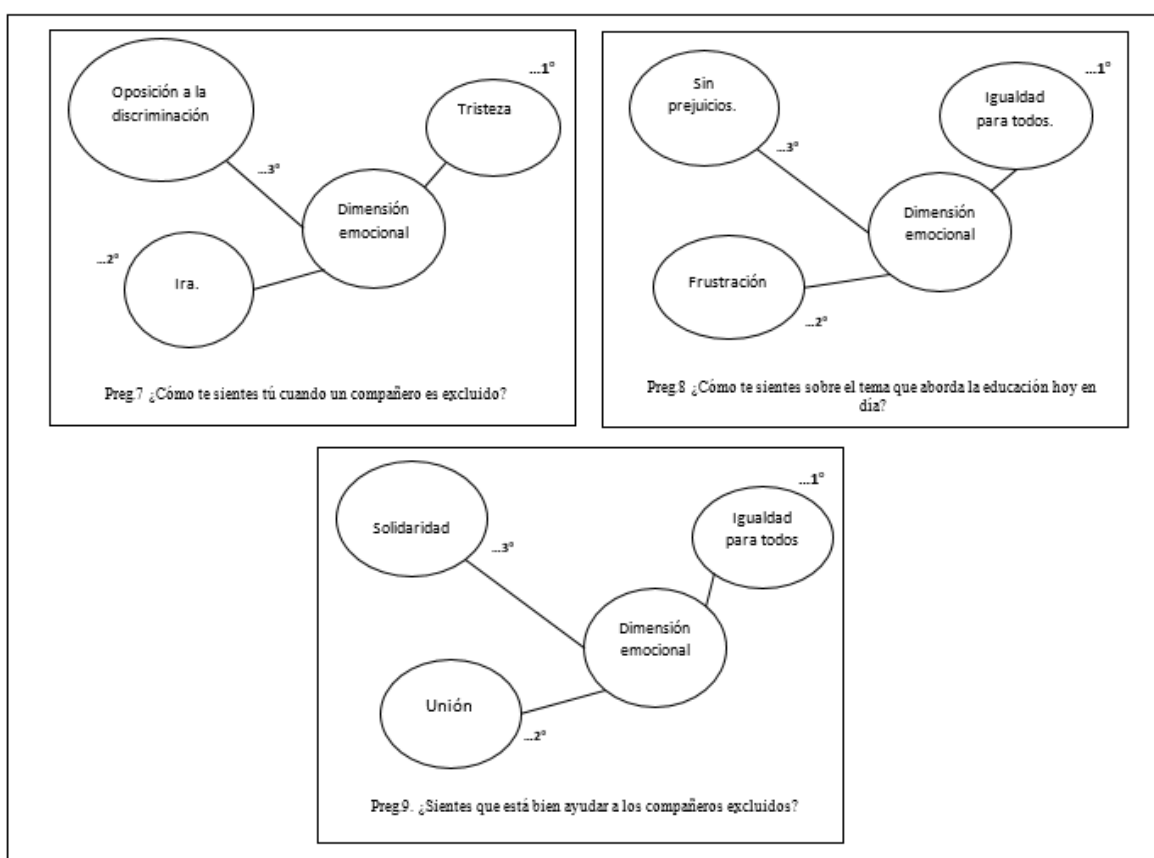 Oposición a la
discriminación
...3°
...1°
Tristeza
Dimensión
emocional
...2°
Ira.
Preg.7 ¿Cómo te sientes tú cuando un compañero es excluido?
Sin
prejuicios.
...3°
...1°
Igualdad
para todos.
Dimensión
emocional
Frustración
...2°
Preg.8 ¿Cómo te sientes sobre el tema que aborda la educación hoy en
día?
Solidaridad
...3°
...1°
Igualdad
para todos
Dimensión
emocional
Unión
...2°
Preg.9. ¿Sientes que está bien ayudar a los compañeros excluidos?